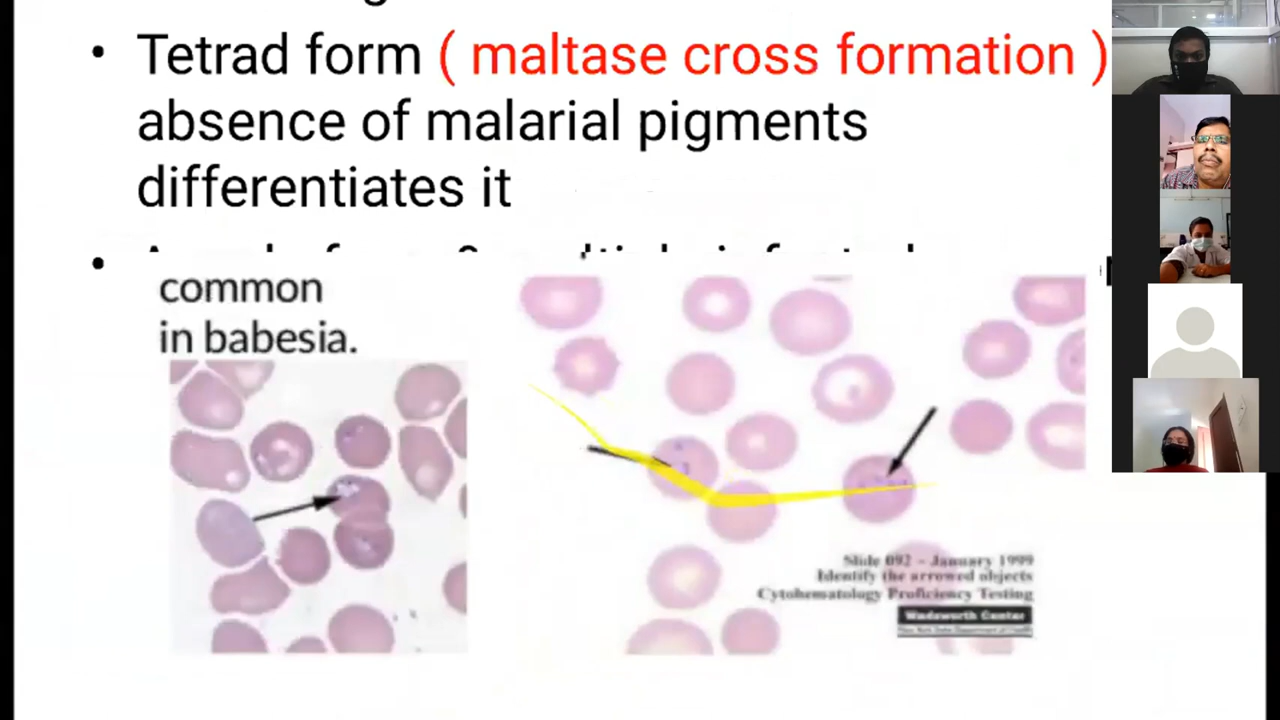 • Tetrad form ( maltase cross formation )
absence of malarial pigments
differentiates it
•
common
in babesia.
Slide 092 - January 1999
Identify the arrowed objects
Cytohematology Proficiency Testing
Wadsworth Center